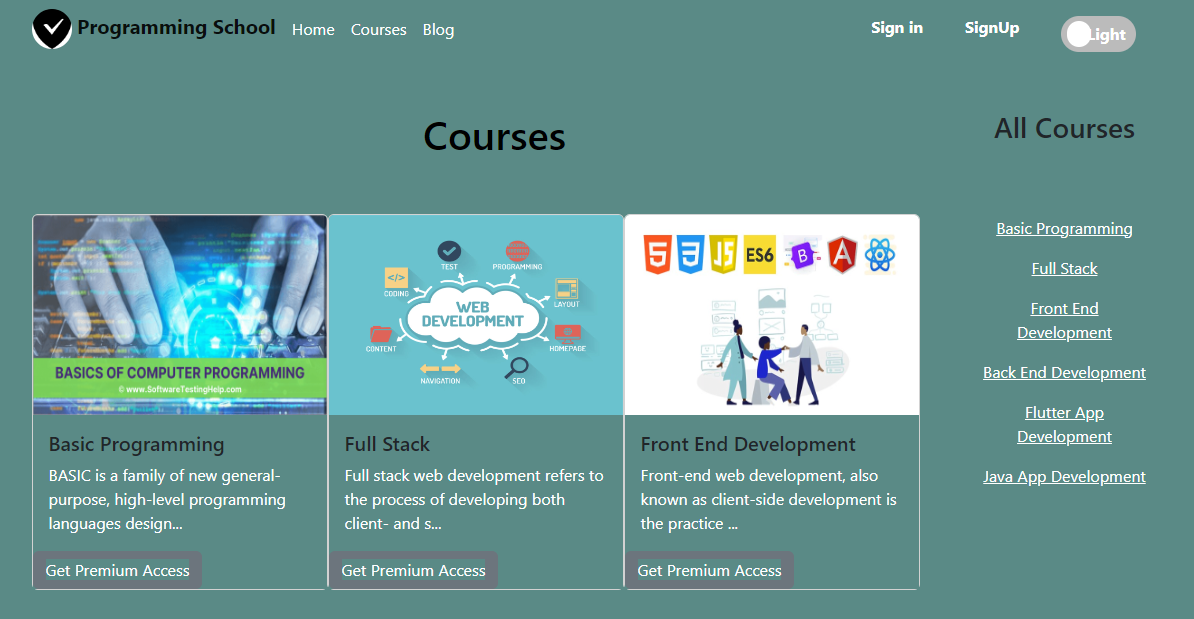 Programming School
Home
Courses
Blog
Sign in
SignUp
Light
Courses
All Courses
BASICS OF COMPUTER PROGRAMMING
© www.SoftwareTestingHelp.com
TEST
PROGRAMMING
CODING
LAYOUT
WEB
DEVELOPMENT
CONTENT
HOMEPAGE
NAVIGATION
SEO
5
3
JS
ES6
B
A
Basic Programming
BASIC is a family of new general-
purpose, high-level programming
languages design...
Get Premium Access
Full Stack
Full stack web development refers to
the process of developing both
client- and s...
Get Premium Access
Front End Development
Front-end web development, also
known as client-side development is
the practice ...
Get Premium Access
Basic Programming
Full Stack
Front End
Development
Back End Development
Flutter App
Development
Java App Development